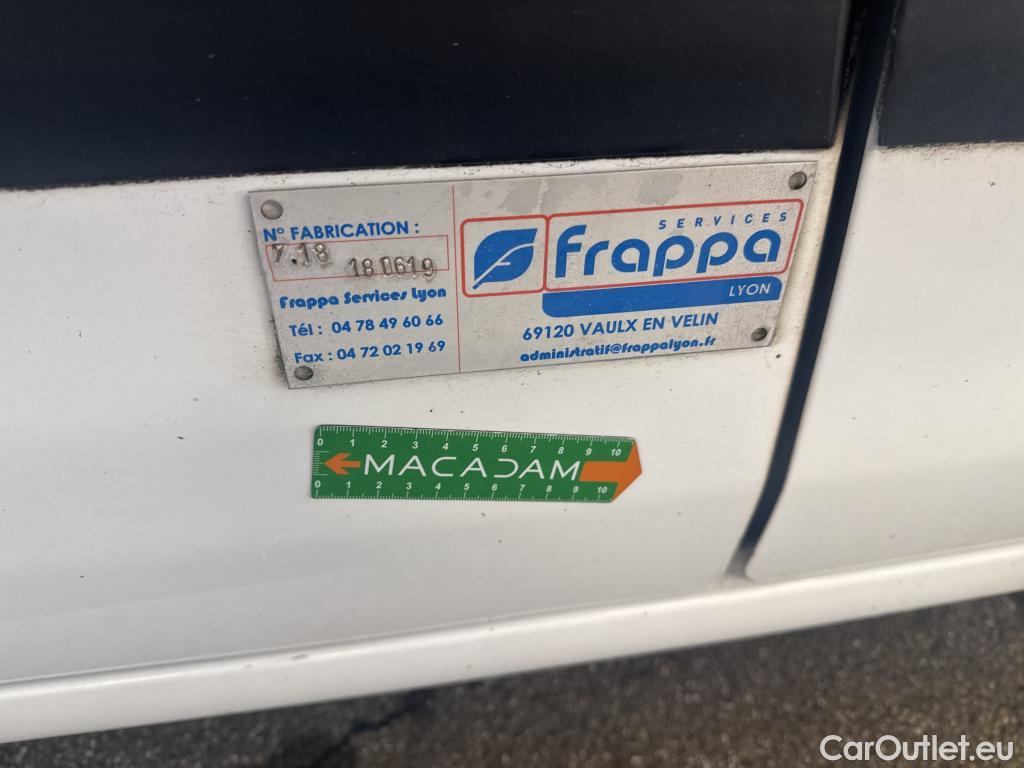 N° FABRICATION :
7.18 180619
Frappa Services Lyon
Tél : 04 78 49 60 66
Fax : 04 72 02 19 69
SERVICES
frappa
LYON
69120 VAULX EN VELIN
administratif@frappalyon.fr
0 1 2 3 4 5 6 7 8 9 10
MACADAM
0 1 2 3 4 5 6 7 8 9 10
CarOutlet.eu